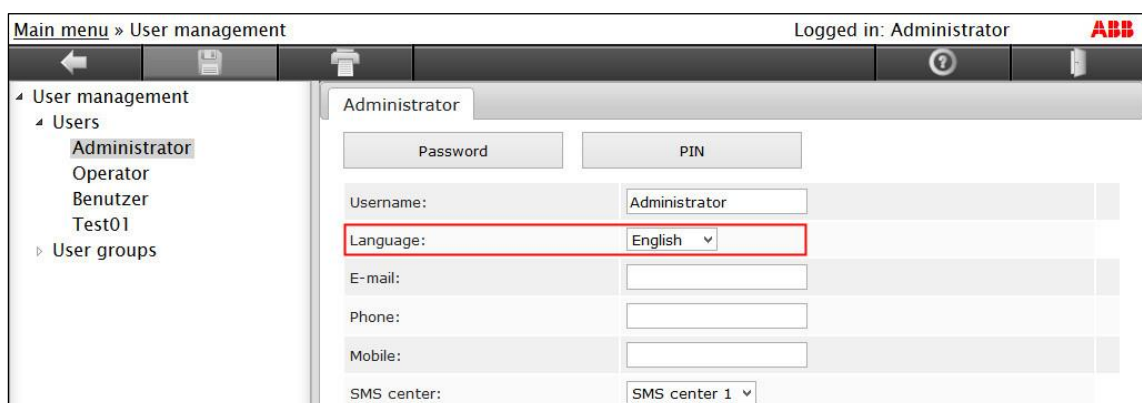 Main menu » User management Logged in: Administrator ABB
User management
Users
Administrator
Operator
Benutzer
Test01
User groups
Administrator
Password PIN
Username: Administrator
Language: English
E-mail:
Phone:
Mobile:
SMS center: SMS center 1